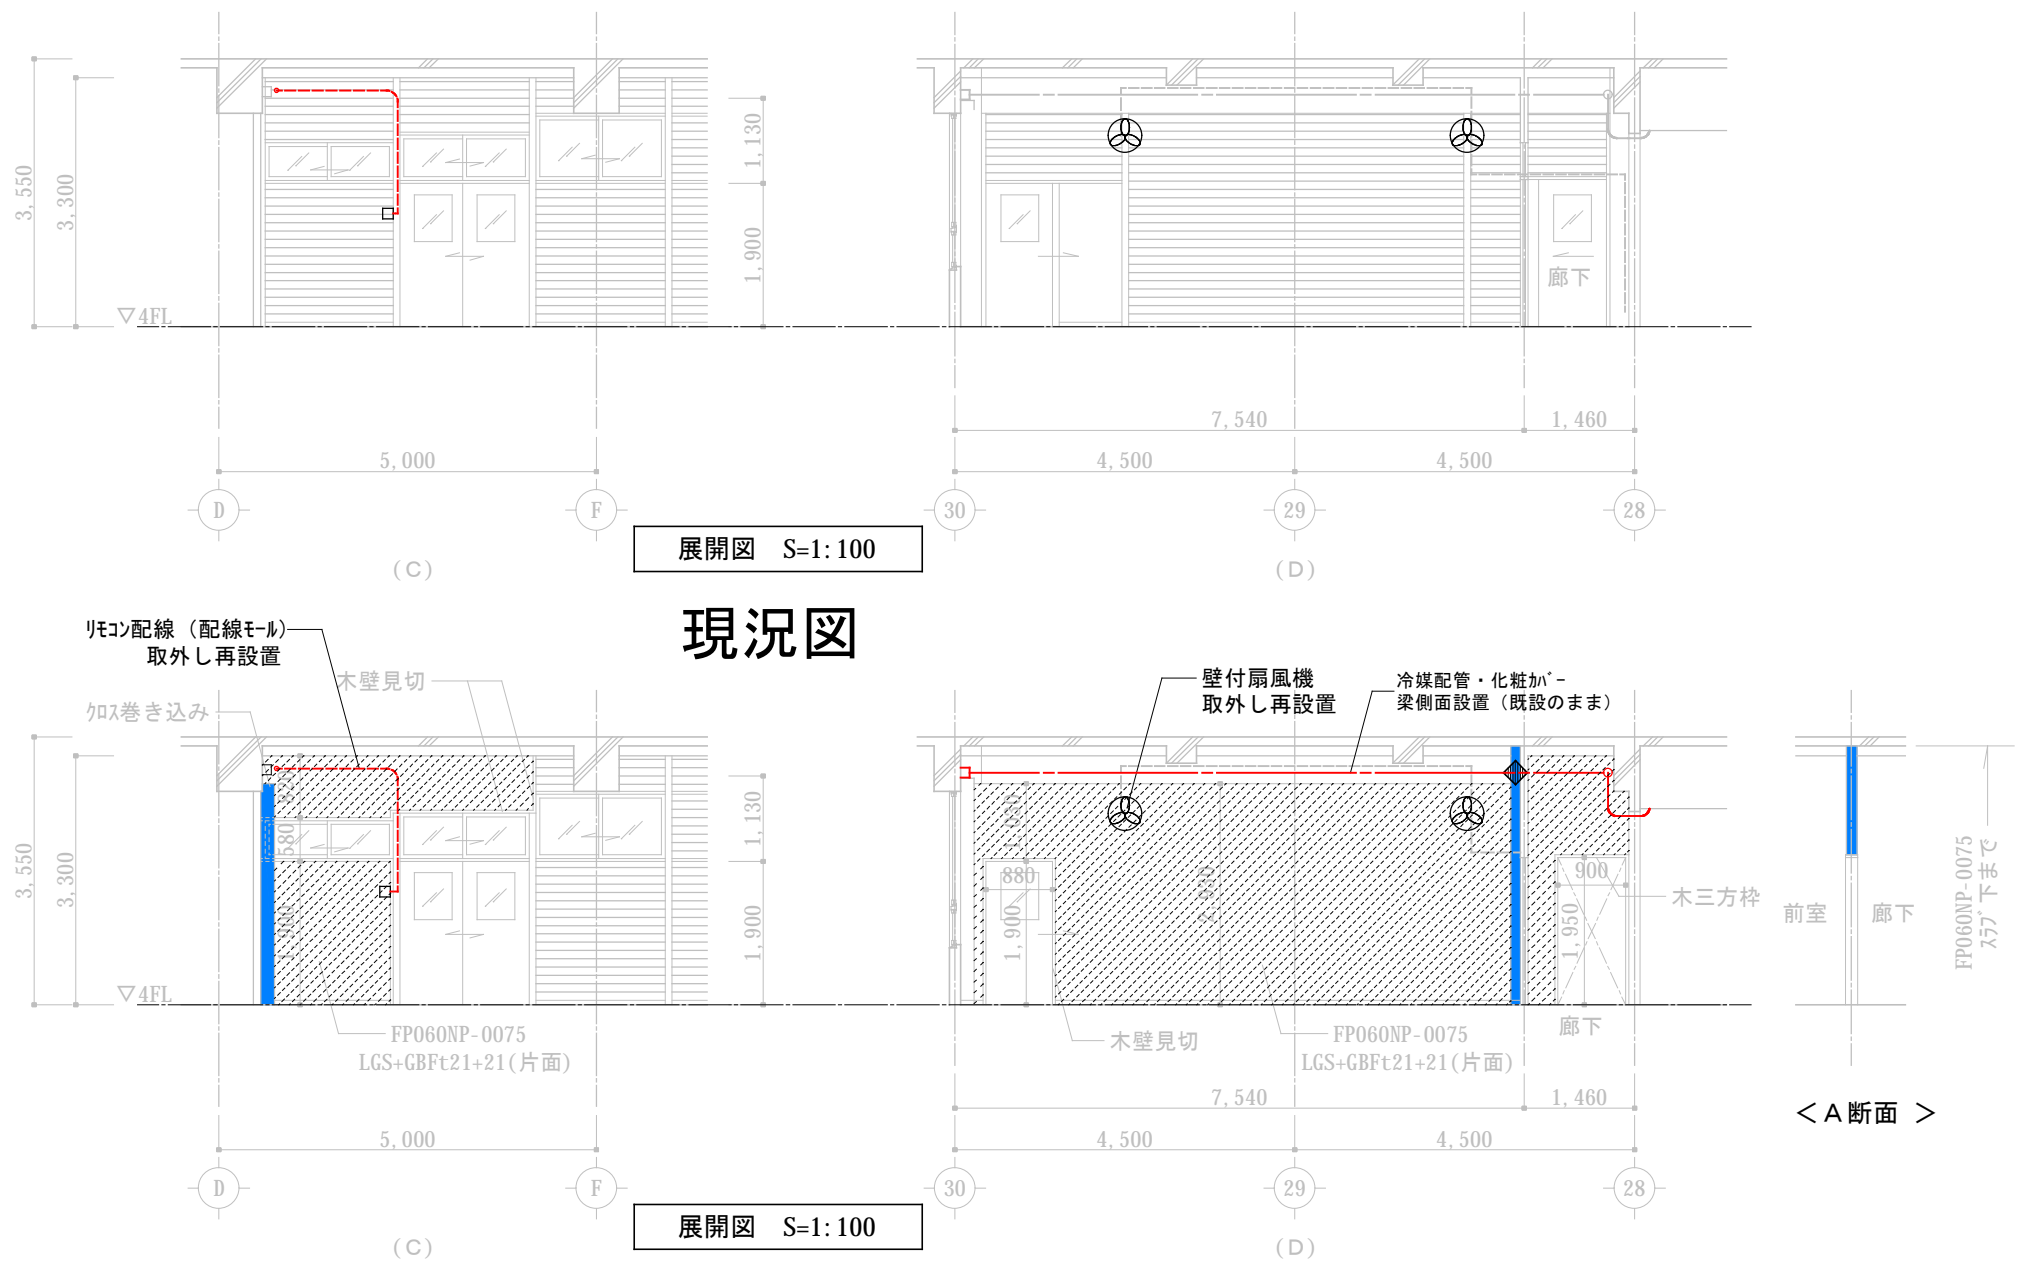 3,550
3,300
1,130
1,900
▽4FL
廊下
5,000
7,540
1,460
4,500
4,500
D
F
30
29
28
展開図 S=1:100
(C)
(D)
現況図
ﾘﾓｺﾝ配線（配線ﾓｰﾙ）
取外し再設置
木壁見切
ｸﾛｽ巻き込み
壁付扇風機
取外し再設置
冷媒配管・化粧ｶﾊﾞｰ
梁側面設置（既設のまま）
3,550
3,300
580
1,900
1,130
1,900
880
1,900
900
1,950
木三方枠
前室
廊下
FP060NP-0075
ｽﾗﾌﾞ下まで
▽4FL
FP060NP-0075
LGS+GBFt21+21(片面)
木壁見切
FP060NP-0075
LGS+GBFt21+21(片面)
廊下
5,000
7,540
1,460
4,500
4,500
＜A断面 ＞
D
F
30
29
28
展開図 S=1:100
(C)
(D)